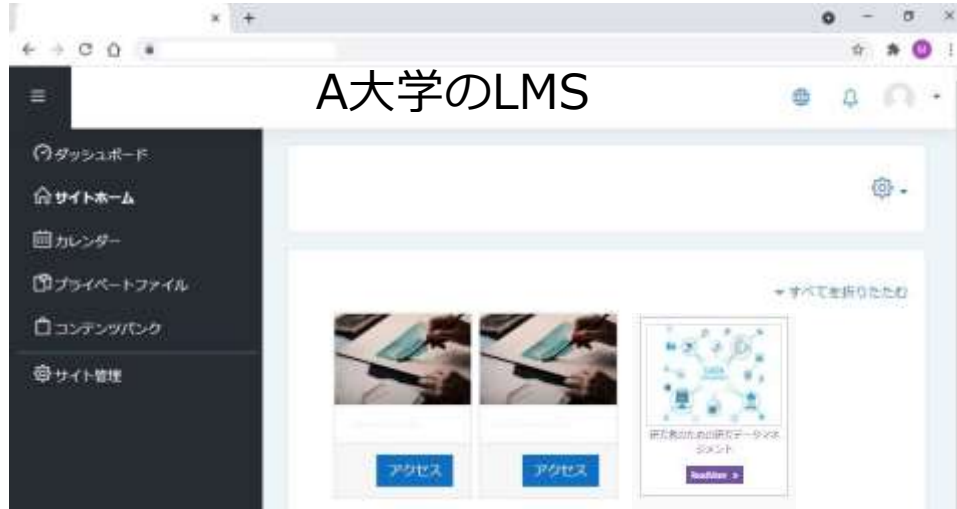 A大学のLMS
ダッシュボード
サイトホーム
カレンダー
プライベートファイル
コンテンツバンク
サイト管理
すべてを折りたたむ
DATA
研究者のための研究データマネ
ジメント
アクセス
アクセス
ReadMore »